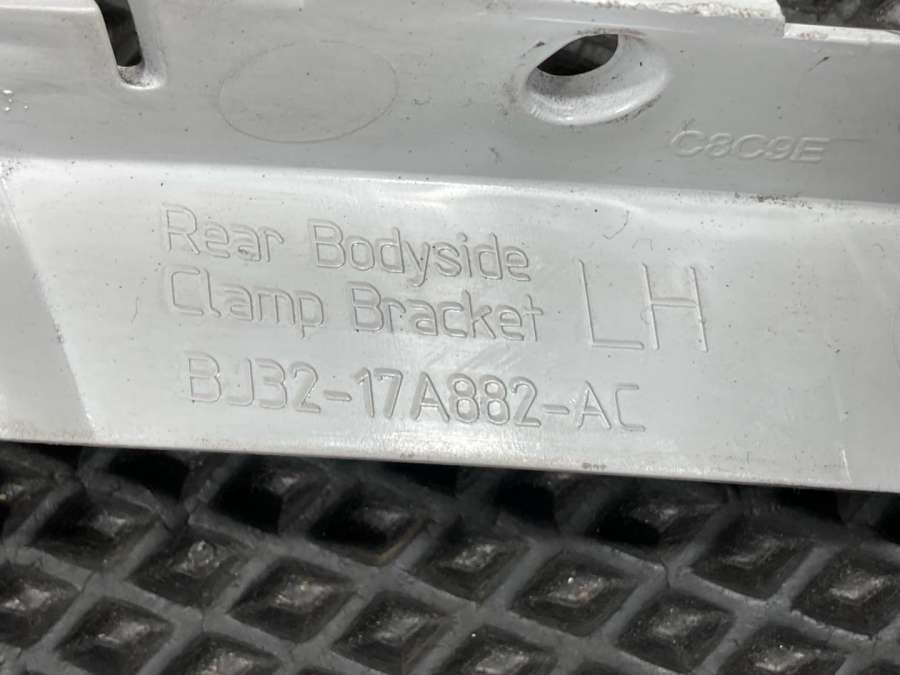 C8C9E
Rear Bodyside
Clamp Bracket LH
BJ32-17A882-AC